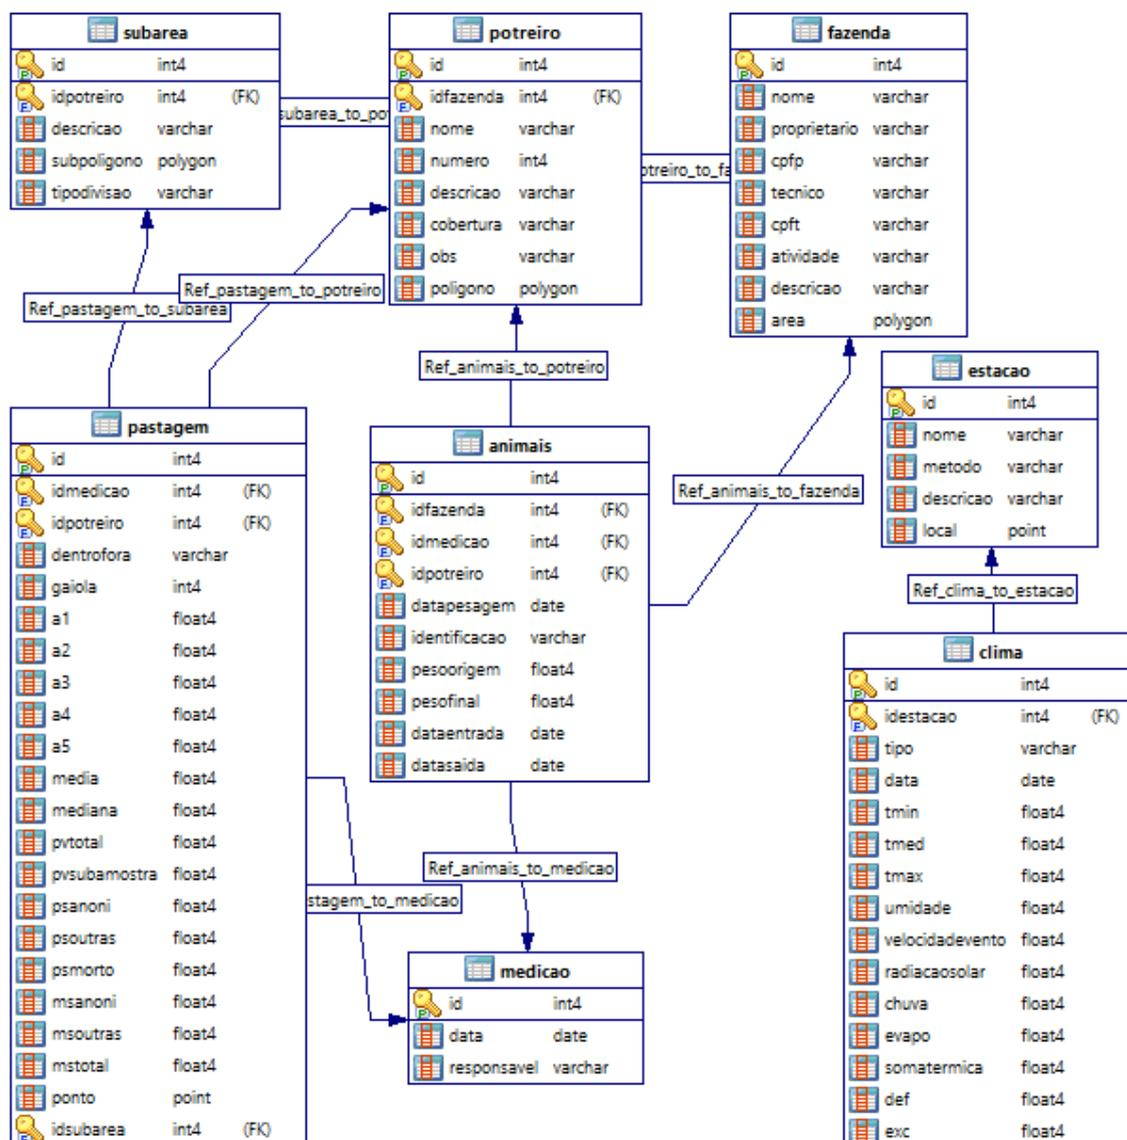 subarea
id int4
idpotreiro int4 (FK)
descricao varchar
subpoligono polygon
tipodivisao varchar
subarea_to_po
potreiro
id int4
idfazenda int4 (FK)
nome varchar
numero int4
descricao varchar
cobertura varchar
obs varchar
poligono polygon
otreiro_to_fa
fazenda
id int4
nome varchar
proprietario varchar
cpfp varchar
tecnico varchar
cpft varchar
atividade varchar
descricao varchar
area polygon
Ref_pastagem_to_subarea
Ref_pastagem_to_potreiro
Ref_animais_to_potreiro
Ref_animais_to_fazenda
estacao
id int4
nome varchar
metodo varchar
descricao varchar
local point
Ref_clima_to_estacao
pastagem
id int4
idmedicao int4 (FK)
idpotreiro int4 (FK)
dentrofora varchar
gaiola int4
a1 float4
a2 float4
a3 float4
a4 float4
a5 float4
media float4
mediana float4
pvtotal float4
pvsubamostra float4
psanoni float4
psoutras float4
psmorto float4
msanoni float4
msoutras float4
mstotal float4
ponto point
idsubarea int4 (FK)
animais
id int4
idfazenda int4 (FK)
idmedicao int4 (FK)
idpotreiro int4 (FK)
datapesagem date
identificacao varchar
pesoorigem float4
pesofinal float4
dataentrada date
datasaida date
Ref_animais_to_medicao
stagem_to_medicao
medicao
id int4
data date
responsavel varchar
clima
id int4
idestacao int4 (FK)
tipo varchar
data date
tmin float4
tmed float4
tmax float4
umidade float4
velocidadevento float4
radiacaosolar float4
chuva float4
evapo float4
somatermica float4
def float4
exc float4